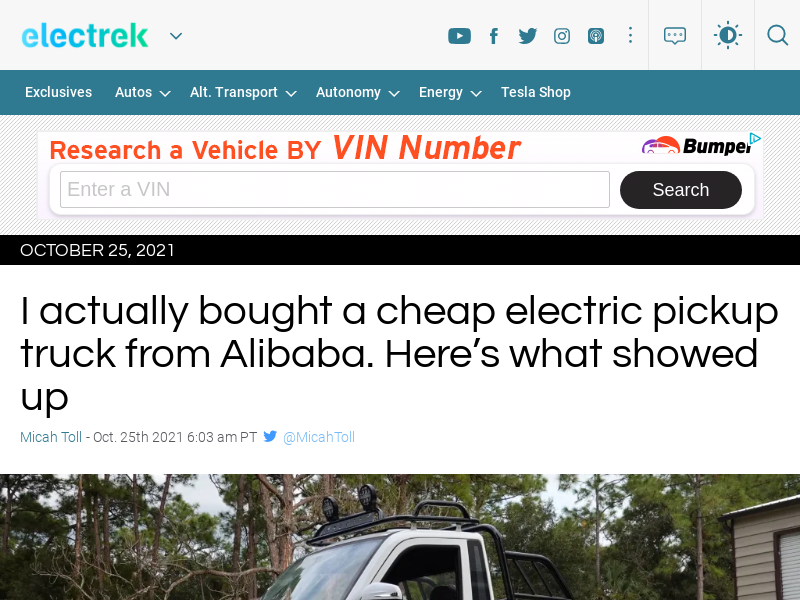 electrek
Exclusives Autos Alt. Transport Autonomy Energy Tesla Shop
Research a Vehicle BY VIN Number
Bumper
Enter a VIN
Search
OCTOBER 25, 2021
I actually bought a cheap electric pickup
truck from Alibaba. Here’s what showed
up
Micah Toll - Oct. 25th 2021 6:03 am PT @MicahToll